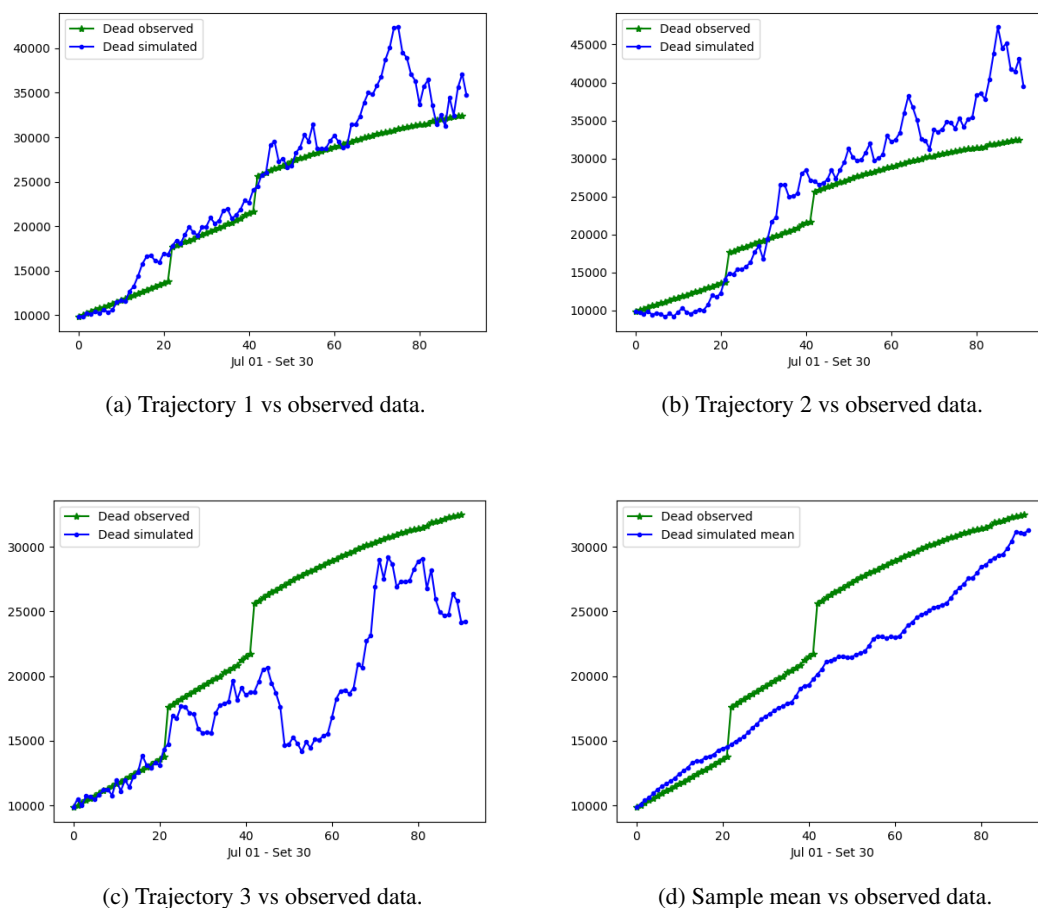 Dead observed
Dead simulated
40000
35000
30000
25000
20000
15000
10000
0 20 40 60 80
Jul 01 - Set 30
(a) Trajectory 1 vs observed data.
Dead observed
Dead simulated
45000
40000
35000
30000
25000
20000
15000
10000
0 20 40 60 80
Jul 01 - Set 30
(b) Trajectory 2 vs observed data.
Dead observed
Dead simulated
30000
25000
20000
15000
10000
0 20 40 60 80
Jul 01 - Set 30
(c) Trajectory 3 vs observed data.
Dead observed
Dead simulated mean
30000
25000
20000
15000
10000
0 20 40 60 80
Jul 01 - Set 30
(d) Sample mean vs observed data.